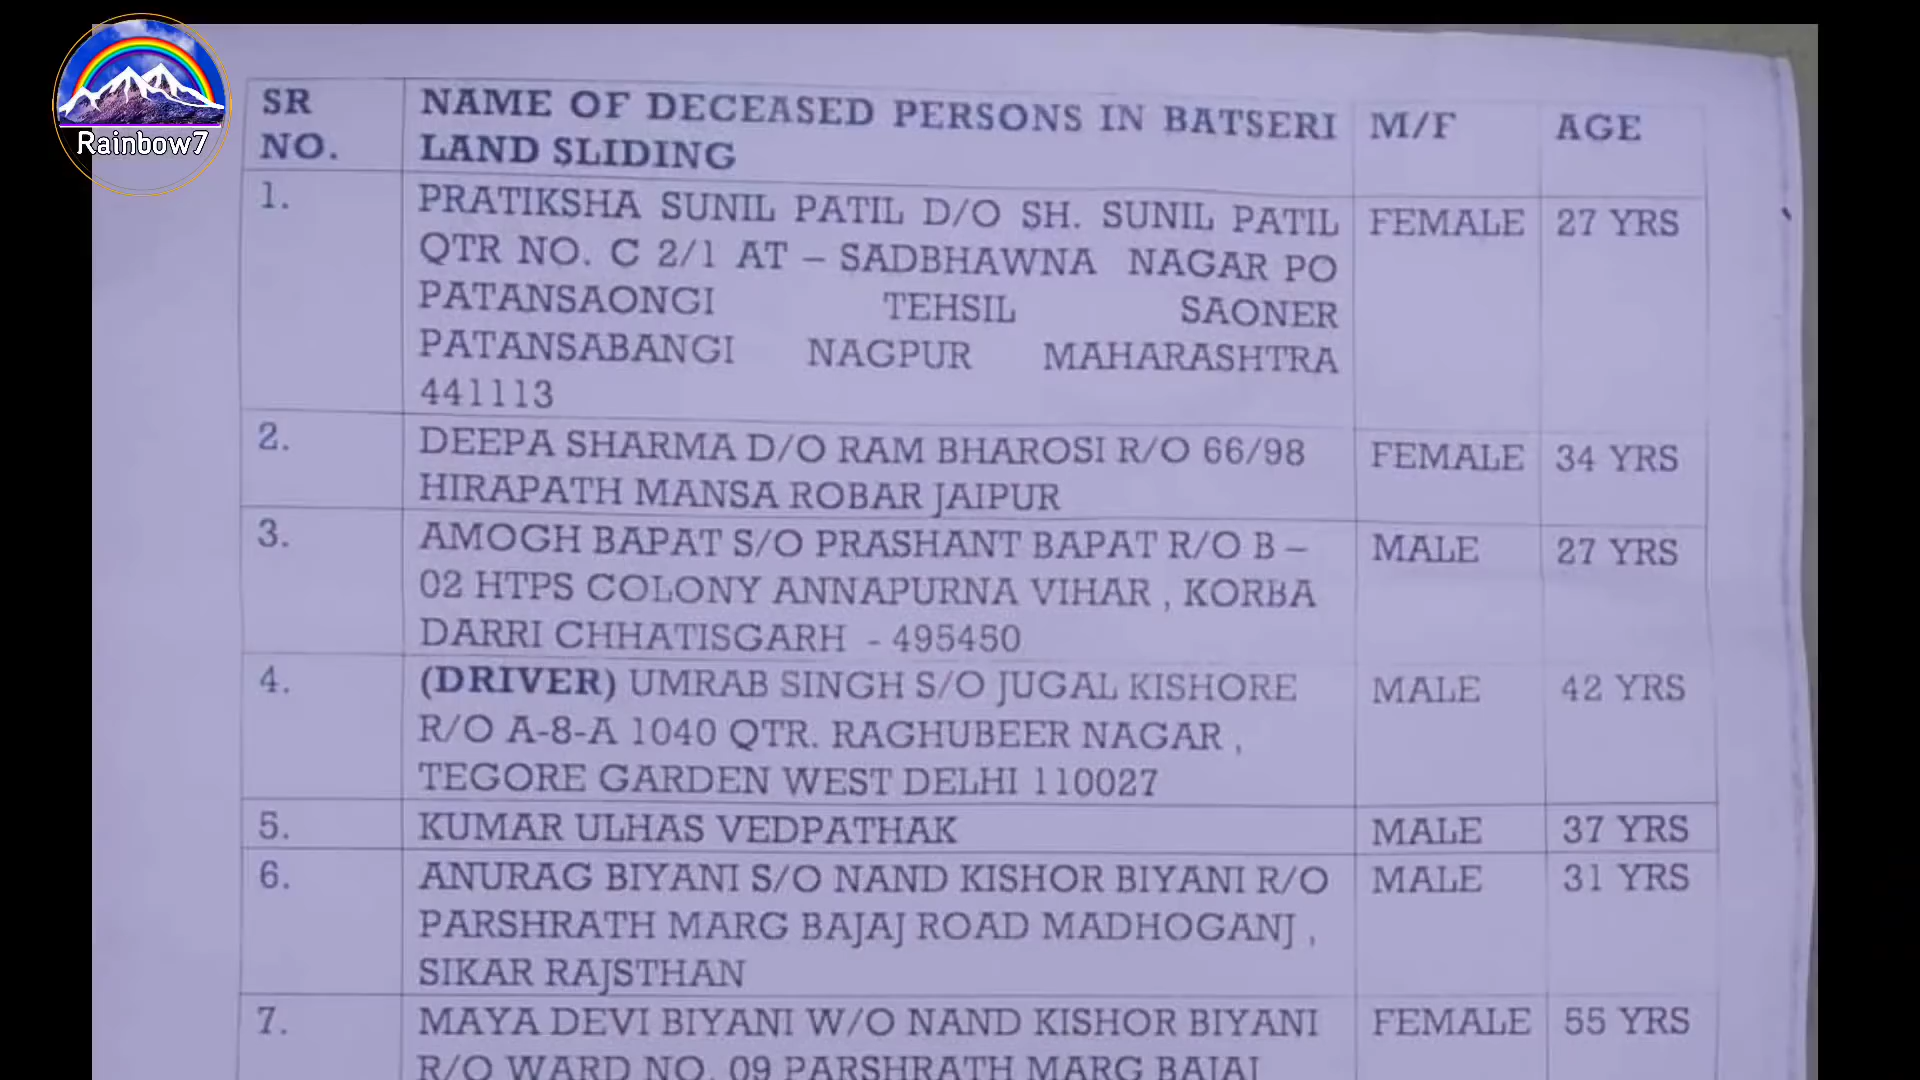 Rainbow7
SR NO.
NAME OF DECEASED PERSONS IN BATSERI
LAND SLIDING
M/F
AGE
1.
PRATIKSHA SUNIL PATIL D/O SH. SUNIL PATIL
QTR NO. C 2/1 AT – SADBHAWNA NAGAR PO
PATANSAONGI TEHSIL SAONER
PATANSABANGI NAGPUR MAHARASHTRA
441113
FEMALE
27 YRS
2.
DEEPA SHARMA D/O RAM BHAROSI R/O 66/98
HIRAPATH MANSA ROBAR JAIPUR
FEMALE
34 YRS
3.
AMOGH BAPAT S/O PRASHANT BAPAT R/O B –
02 HTPS COLONY ANNAPURNA VIHAR , KORBA
DARRI CHHATISGARH - 495450
MALE
27 YRS
4.
(DRIVER) UMRAB SINGH S/O JUGAL KISHORE
R/O A-8-A 1040 QTR. RAGHUBEER NAGAR ,
TEGORE GARDEN WEST DELHI 110027
MALE
42 YRS
5.
KUMAR ULHAS VEDPATHAK
MALE
37 YRS
6.
ANURAG BIYANI S/O NAND KISHOR BIYANI R/O
PARSHRATH MARG BAJAJ ROAD MADHOGANJ ,
SIKAR RAJSTHAN
MALE
31 YRS
7.
MAYA DEVI BIYANI W/O NAND KISHOR BIYANI
R/O WARD NO. 09 PARSHRATH MARG BAJAJ
FEMALE
55 YRS